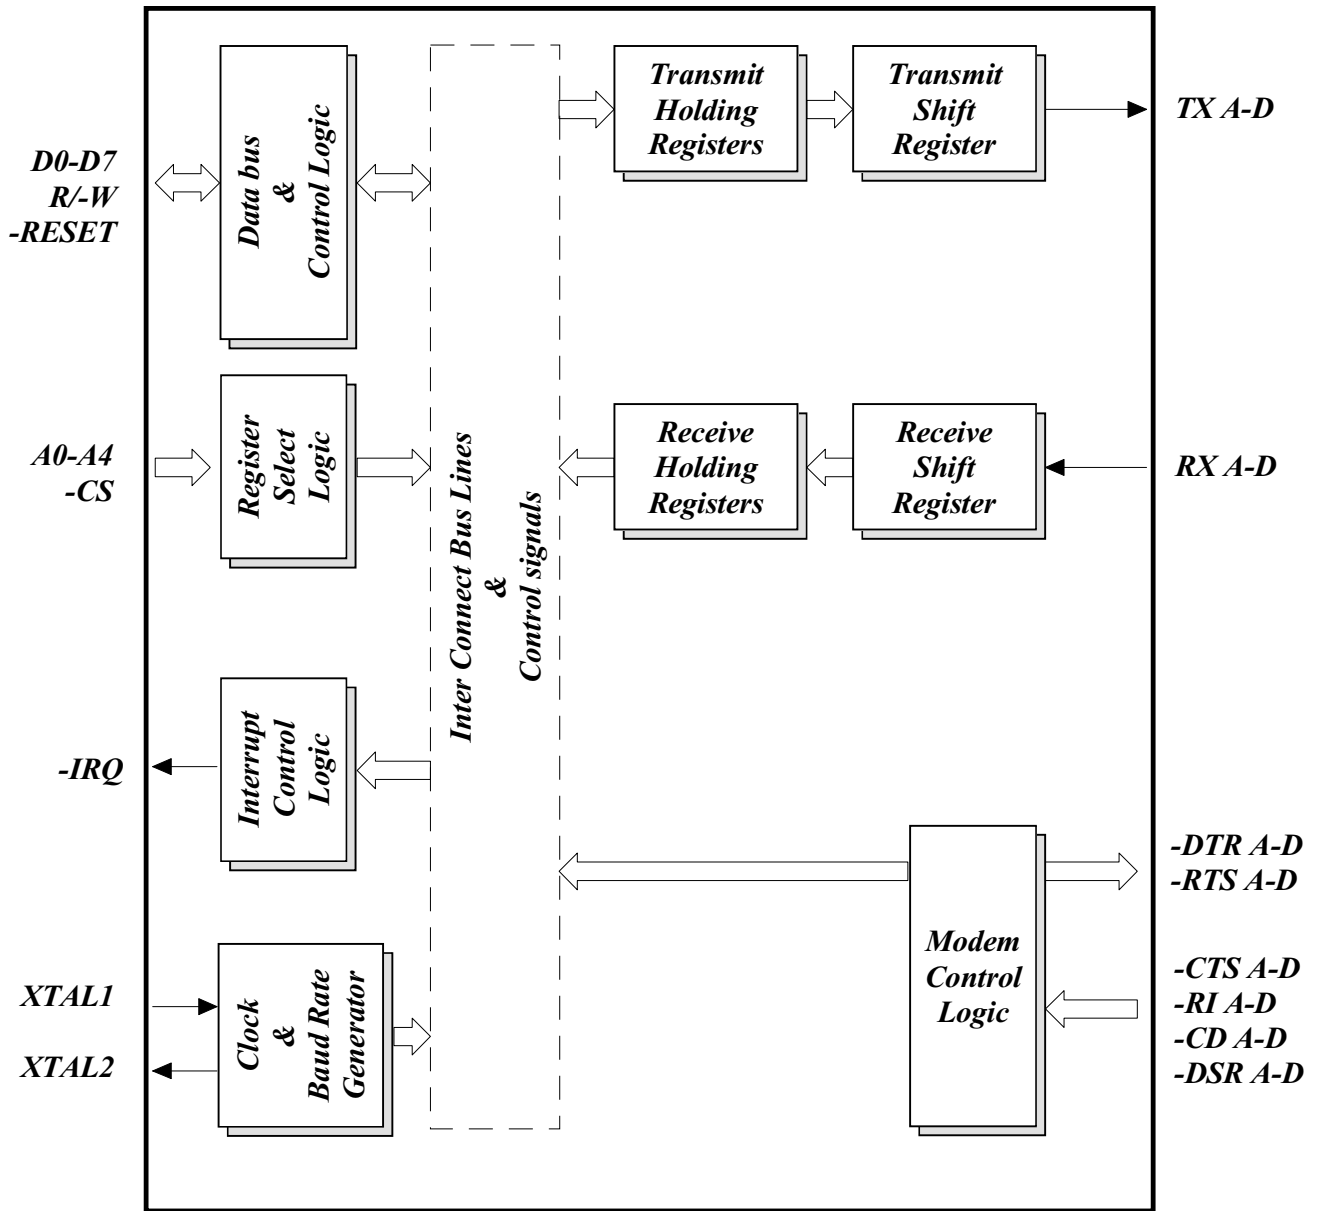 D0-D7
R/-W
-RESET
Data bus
&
Control Logic
A0-A4
-CS
Register
Select
Logic
-IRQ
Interrupt
Control
Logic
XTAL1
XTAL2
Clock
&
Baud Rate
Generator
Inter Connect Bus Lines
&
Control signals
Transmit
Holding
Registers
Transmit
Shift
Register
TX A-D
Receive
Holding
Registers
Receive
Shift
Register
RX A-D
Modem
Control
Logic
-DTR A-D
-RTS A-D
-CTS A-D
-RI A-D
-CD A-D
-DSR A-D